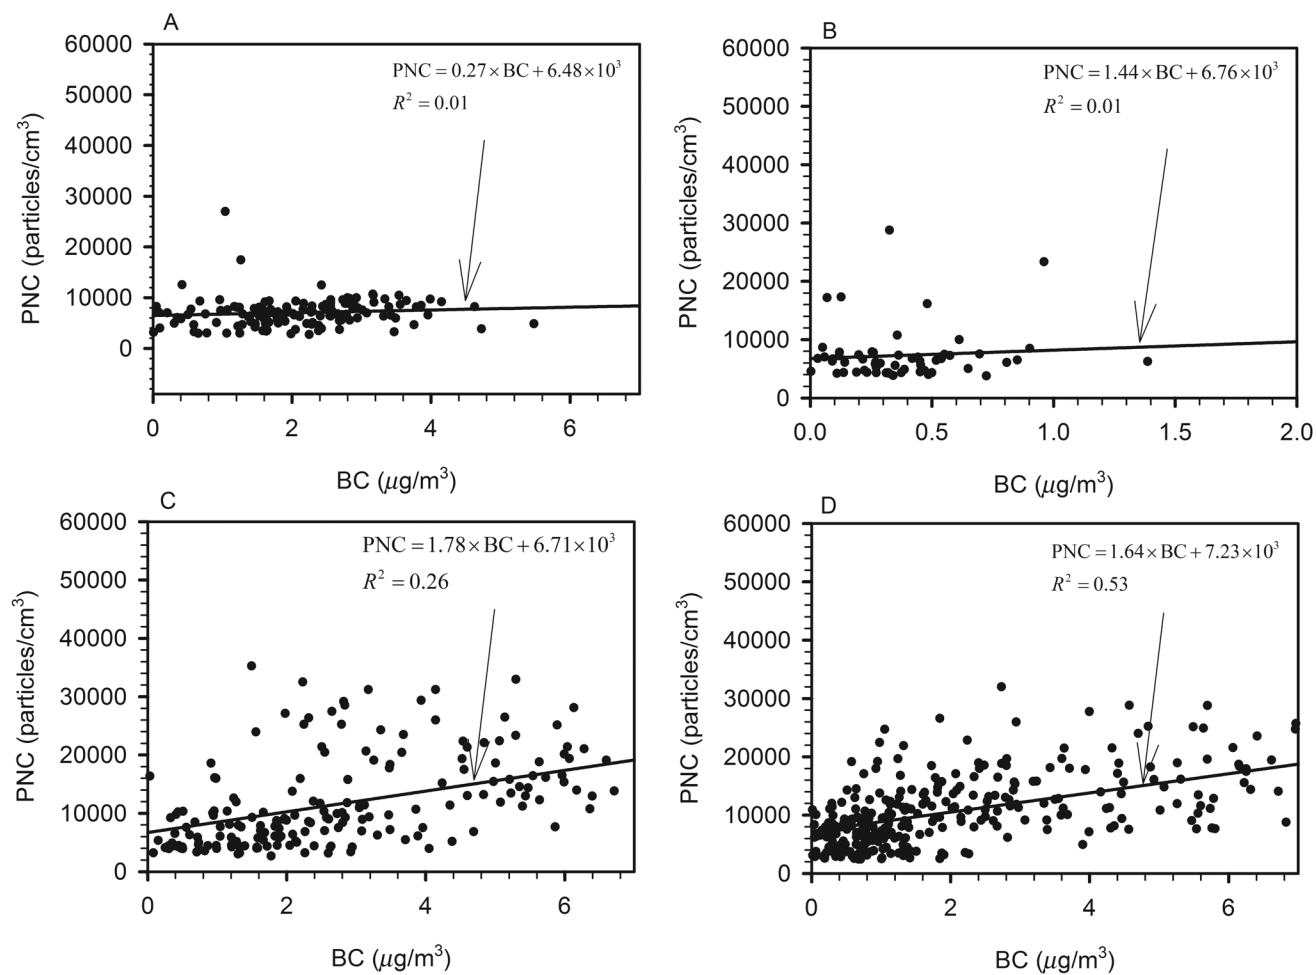 A
60000
50000
40000
30000
20000
10000
0
PNC (particles/cm³)
PNC = 0.27×BC + 6.48×10³
R² = 0.01
0 2 4 6
BC (μg/m³)
B
60000
50000
40000
30000
20000
10000
0
PNC (particles/cm³)
PNC = 1.44×BC + 6.76×10³
R² = 0.01
0.0 0.5 1.0 1.5 2.0
BC (μg/m³)
C
60000
50000
40000
30000
20000
10000
0
PNC (particles/cm³)
PNC = 1.78×BC + 6.71×10³
R² = 0.26
0 2 4 6
BC (μg/m³)
D
60000
50000
40000
30000
20000
10000
0
PNC (particles/cm³)
PNC = 1.64×BC + 7.23×10³
R² = 0.53
0 2 4 6
BC (μg/m³)